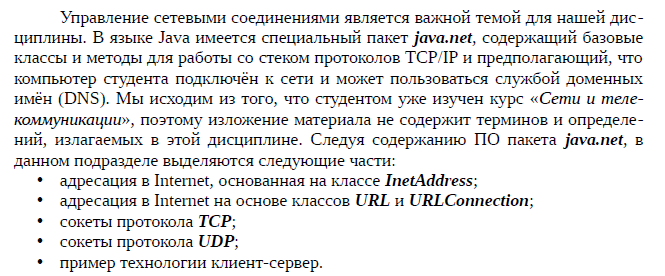 Управление сетевыми соединениями является важной темой для нашей дис-
циплины. В языке Java имеется специальный пакет java.net, содержащий базовые
классы и методы для работы со стеком протоколов TCP/IP и предполагающий, что
компьютер студента подключён к сети и может пользоваться службой доменных
имён (DNS). Мы исходим из того, что студентом уже изучен курс «Сети и теле-
коммуникации», поэтому изложение материала не содержит терминов и определе-
ний, излагаемых в этой дисциплине. Следуя содержанию ПО пакета java.net, в
данном подразделе выделяются следующие части:
• адресация в Internet, основанная на классе InetAddress;
• адресация в Internet на основе классов URL и URLConnection;
• сокеты протокола TCP;
• сокеты протокола UDP;
• пример технологии клиент-сервер.